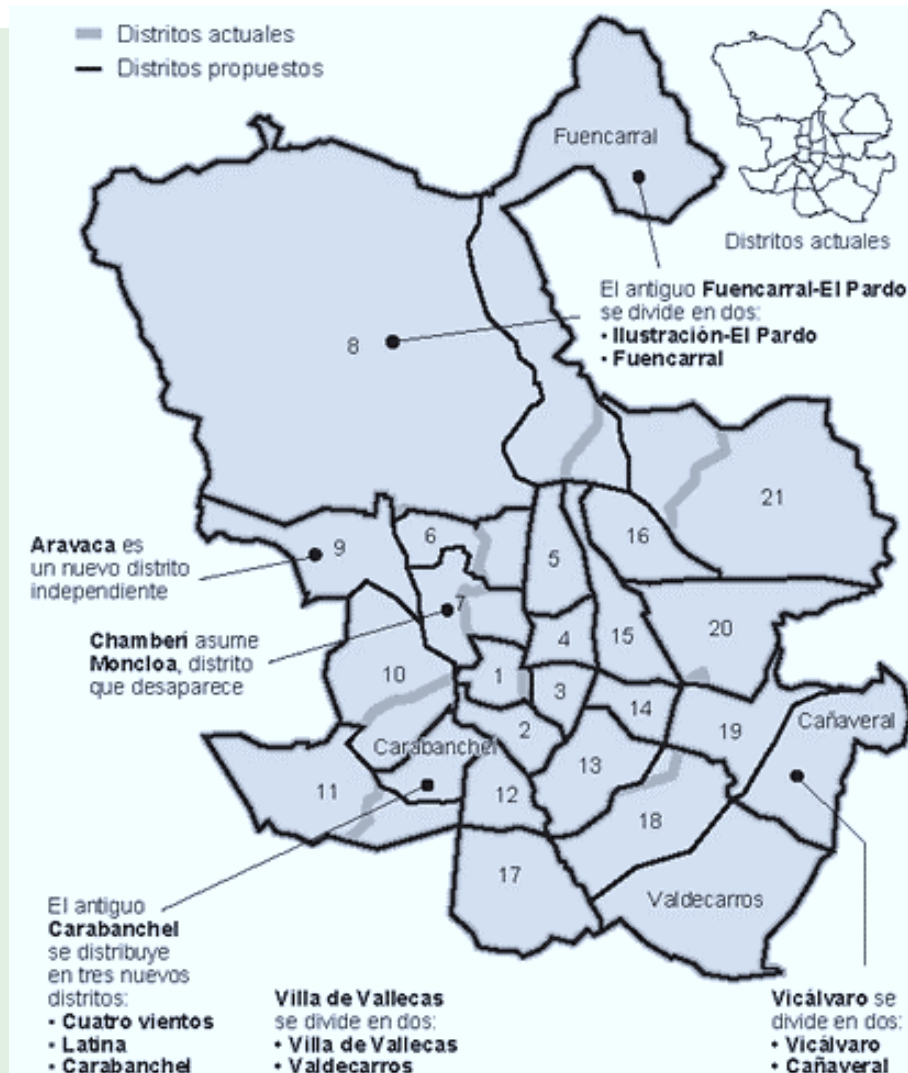 Distritos actuales
Distritos propuestos
Fuencarral
Distritos actuales
El antiguo Fuencarral-El Pardo
se divide en dos:
• Ilustración-El Pardo
• Fuencarral
8
21
16
Aravaca es
un nuevo distrito
independiente
9
6
5
7
Chamberí asume
Moncloa, distrito
que desaparece
4
15
20
10
1
3
14
2
19
Cañaveral
Carabanchel
13
11
12
18
17
Valdecarros
El antiguo
Carabanchel
se distribuye
en tres nuevos
distritos:
• Cuatro vientos
• Latina
• Carabanchel
Villa de Vallecas
se divide en dos:
• Villa de Vallecas
• Valdecarros
Vicálvaro se
divide en dos:
• Vicálvaro
• Cañaveral